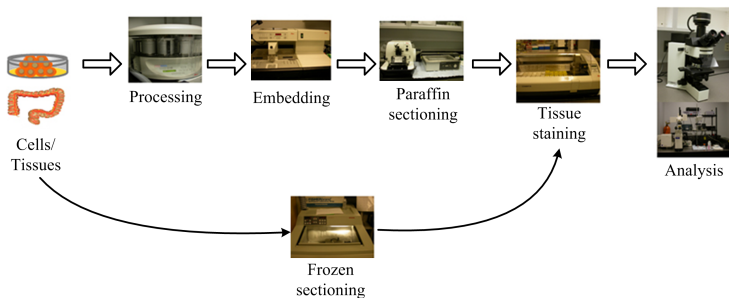 Processing
Embedding
Paraffin
sectioning
Tissue
staining
Cells/
Tissues
Analysis
Frozen
sectioning